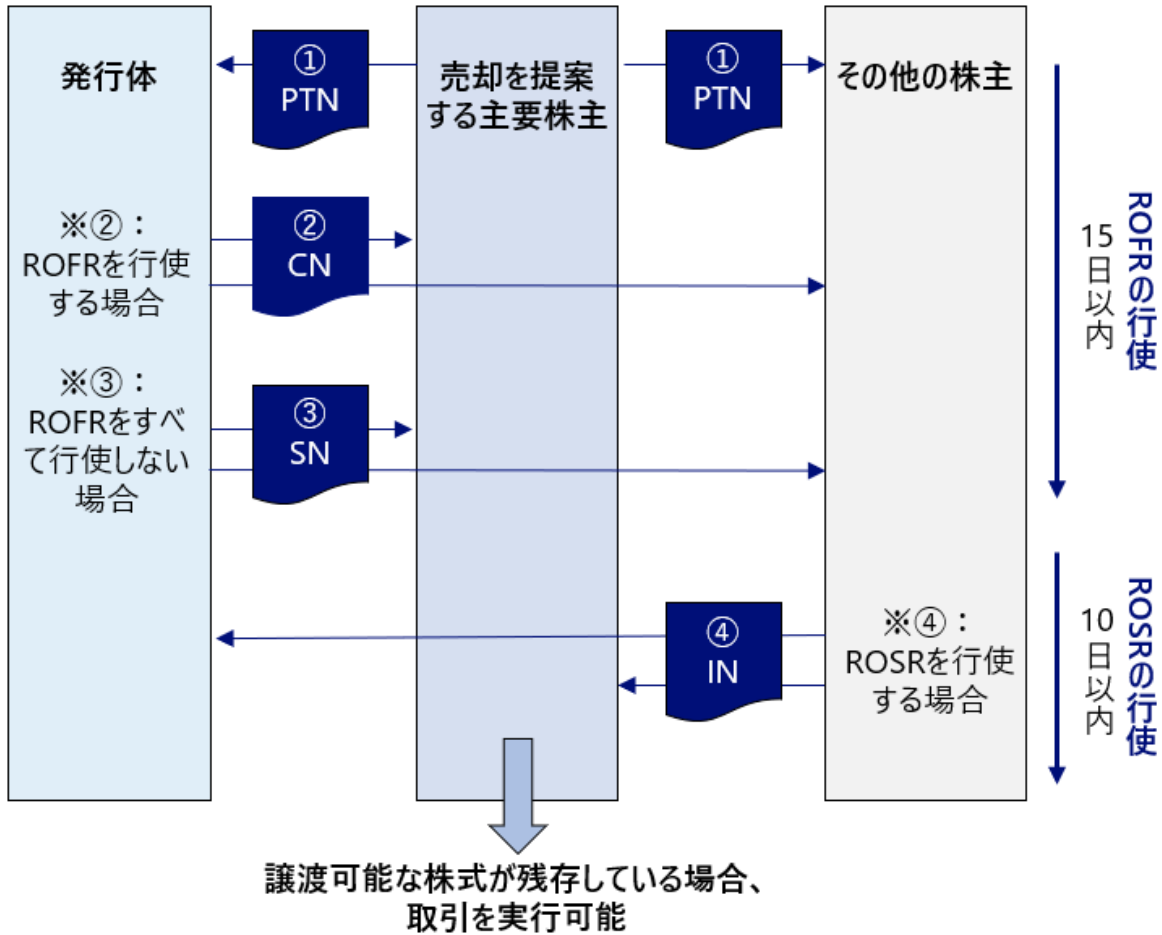 発行体
①
PTN
売却を提案
する主要株主
①
PTN
その他の株主
※②：
ROFRを行使
する場合
②
CN
15日以内
ROFRの行使
※③：
ROFRをすべ
て行使しない
場合
③
SN
④
IN
※④：
ROSRを行使
する場合
10日以内
ROSRの行使
譲渡可能な株式が残存している場合、
取引を実行可能